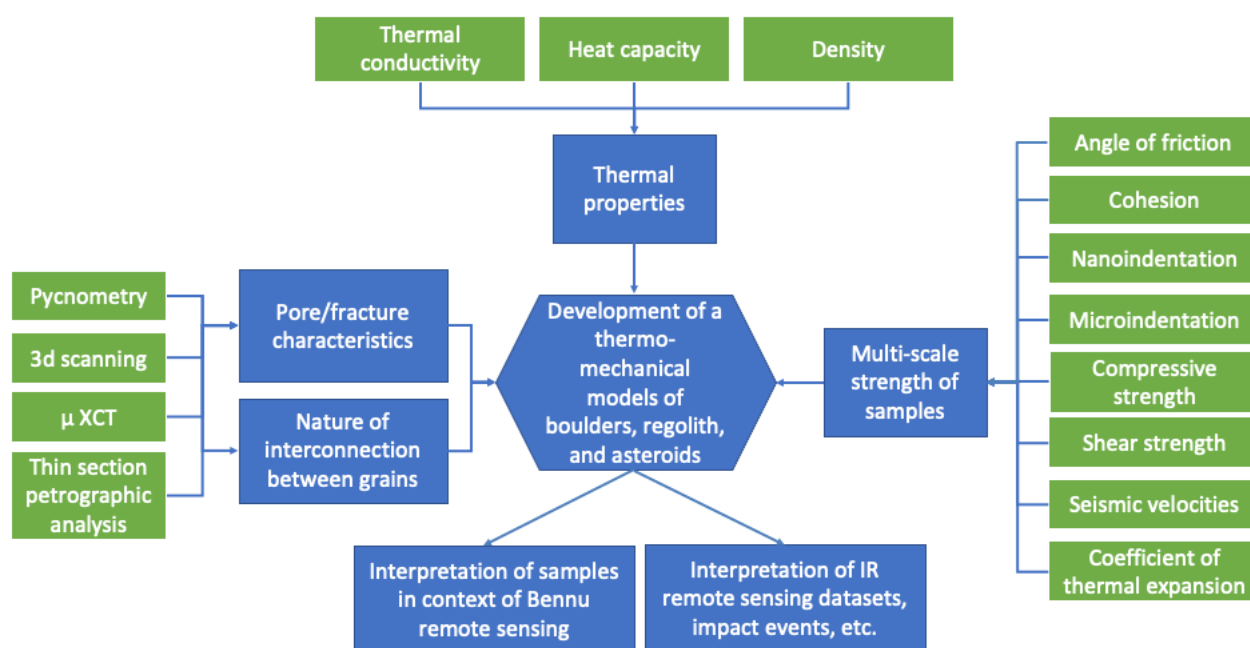 Thermal
conductivity
Heat capacity
Density
Thermal
properties
Angle of friction
Cohesion
Nanoindentation
Microindentation
Compressive
strength
Shear strength
Seismic velocities
Coefficient of
thermal expansion
Pycnometry
3d scanning
µ XCT
Thin section
petrographic
analysis
Pore/fracture
characteristics
Nature of
interconnection
between grains
Development of a
thermo-
mechanical
models of
boulders, regolith,
and asteroids
Multi-scale
strength of
samples
Interpretation of samples
in context of Bennu
remote sensing
Interpretation of IR
remote sensing datasets,
impact events, etc.